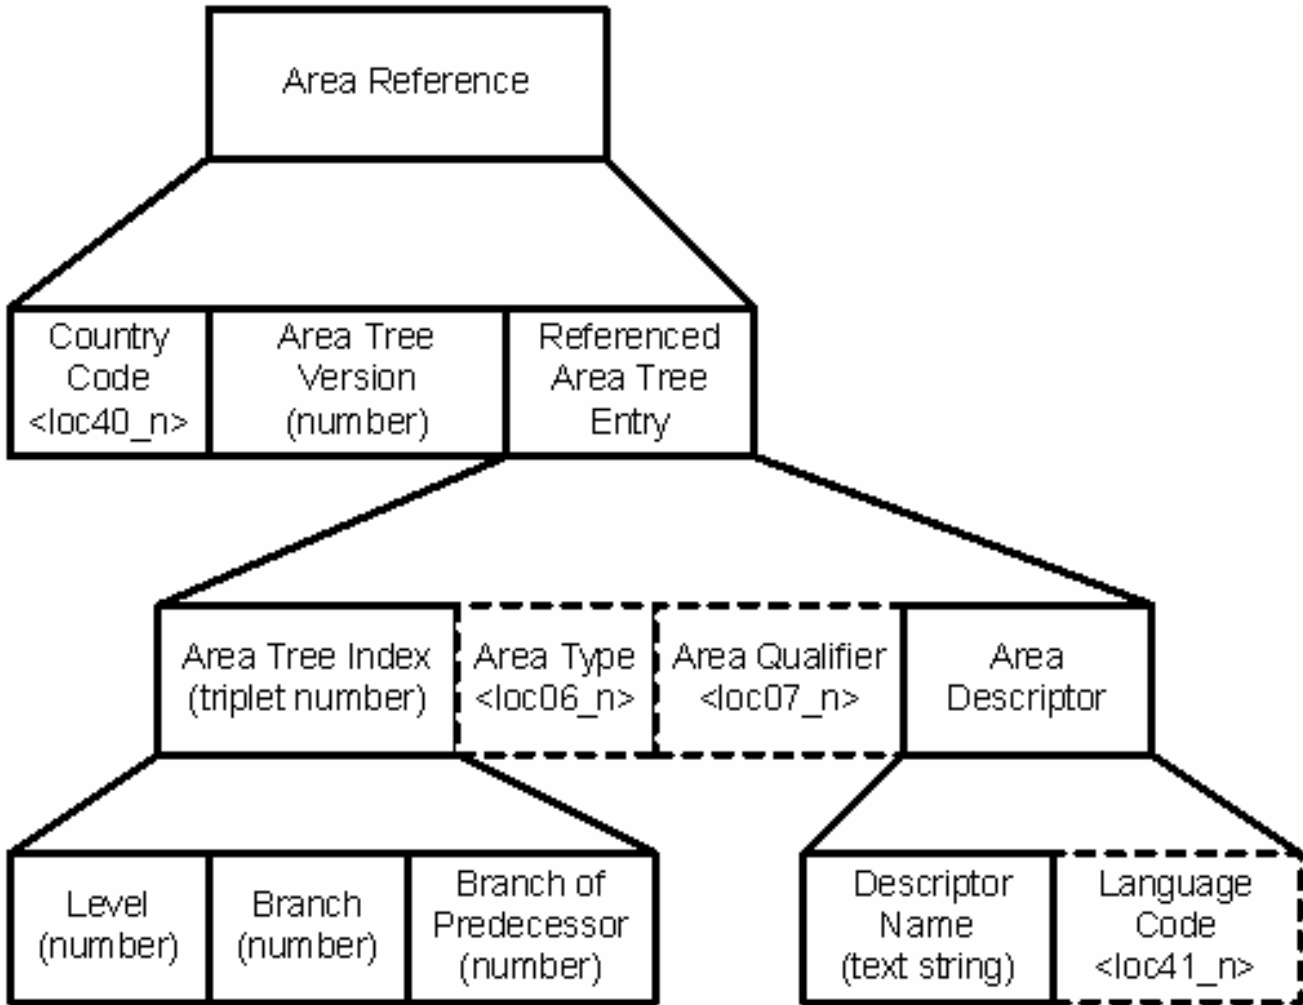 Area Reference
Country
Code
<loc40_n>
Area Tree
Version
(number)
Referenced
Area Tree
Entry
Area Tree Index
(triplet number)
Area Type
<loc06_n>
Area Qualifier
<loc07_n>
Area
Descriptor
Level
(number)
Branch
(number)
Branch of
Predecessor
(number)
Descriptor
Name
(text string)
Language
Code
<loc41_n>